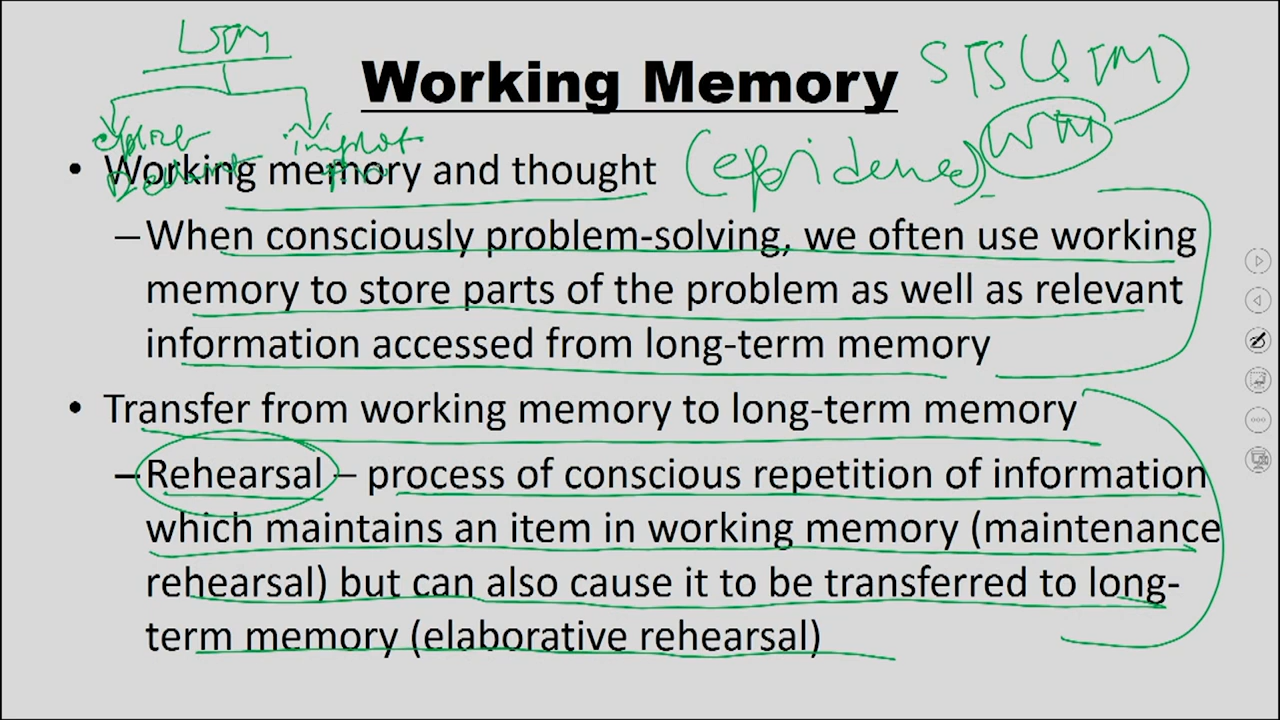 LTM
Working Memory
STS (STM)
WM
• Working memory and thought
–When consciously problem-solving, we often use working
memory to store parts of the problem as well as relevant
information accessed from long-term memory
• Transfer from working memory to long-term memory
–Rehearsal – process of conscious repetition of information
which maintains an item in working memory (maintenance
rehearsal) but can also cause it to be transferred to long-
term memory (elaborative rehearsal)